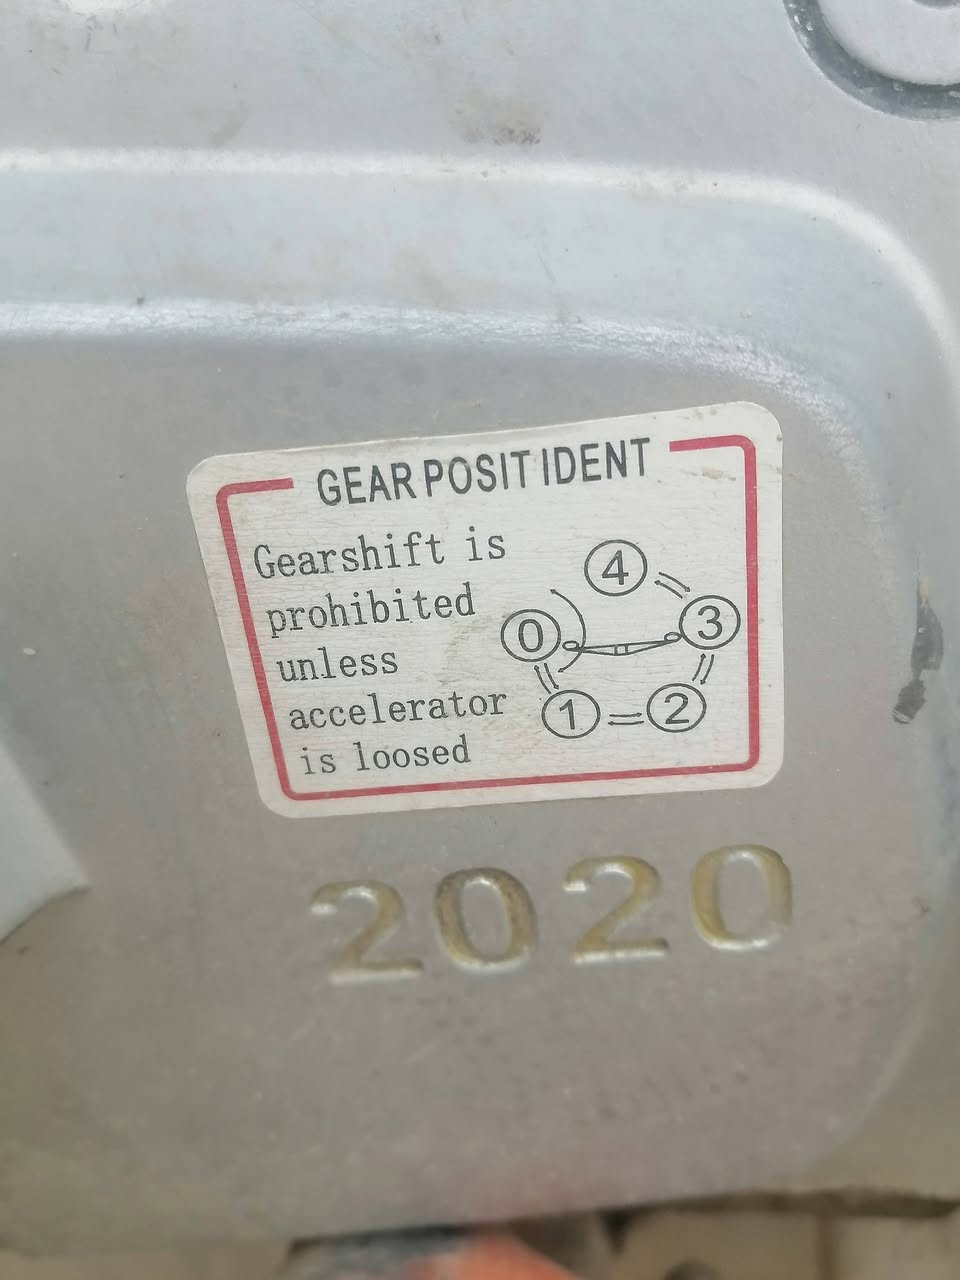 GEAR POSIT IDENT
Gearshift is
prohibited
unless
accelerator
is loosed
4
0
3
1
2
2020